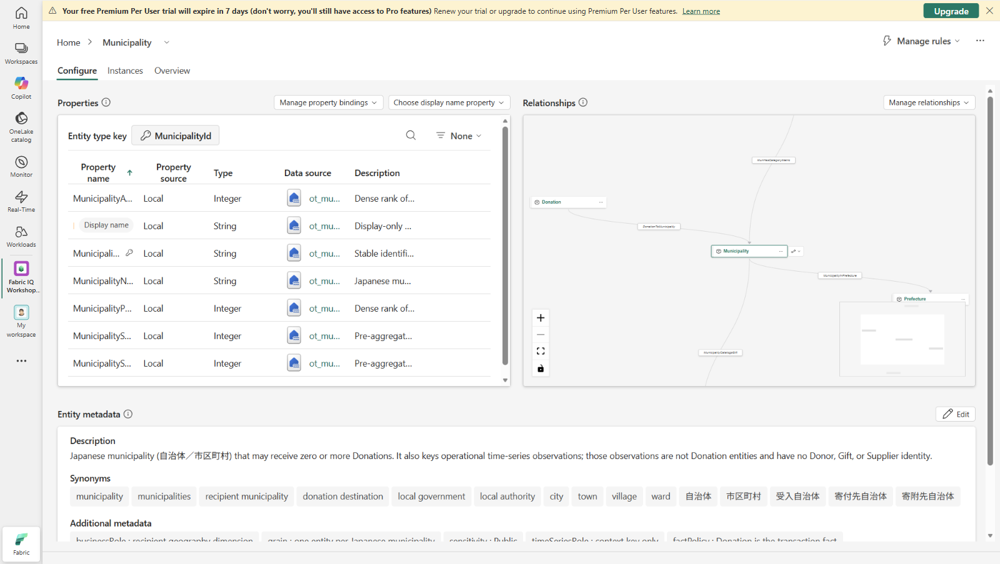 Your free Premium Per User trial will expire in 7 days (don't worry, you'll still have access to Pro features) Renew your trial or upgrade to continue using Premium Per User features. Learn more
Upgrade
Home
Workspaces
Copilot
OneLake
catalog
Monitor
Real-Time
Workloads
Fabric IQ
Workshop...
My
workspace
Fabric
Home
Municipality
Manage rules
Configure
Instances
Overview
Properties
Manage property bindings
Choose display name property
Entity type key
MunicipalityId
None
Property name
Property source
Type
Data source
Description
MunicipalityA... Local Integer ot_mu... Dense rank of...
Display name Local String ot_mu... Display-only ...
Municipali... Local String ot_mu... Stable identifi...
MunicipalityN... Local String ot_mu... Japanese mu...
MunicipalityP... Local Integer ot_mu... Dense rank of...
MunicipalityS... Local Integer ot_mu... Pre-aggregat...
MunicipalityS... Local Integer ot_mu... Pre-aggregat...
Relationships
Manage relationships
Donation
DonationToMunicipality
Municipality
MunicipalityInPrefecture
Prefecture
Entity metadata
Edit
Description
Japanese municipality (自治体／市区町村) that may receive zero or more Donations. It also keys operational time-series observations; those observations are not Donation entities and have no Donor, Gift, or Supplier identity.
Synonyms
municipality municipalities recipient municipality donation destination local government local authority city town village ward 自治体 市区町村 受入自治体 寄付先自治体 寄附先自治体
Additional metadata
businessRole : recipient geography dimension grain : one entity per Japanese municipality sensitivity : Public timeSeriesRole : context key only factPolicy : Donation is the transaction fact